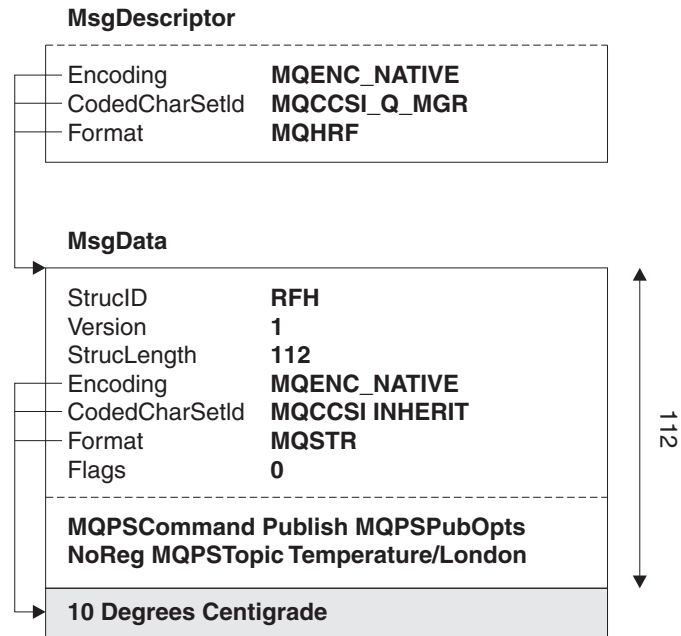 MsgDescriptor
Encoding MQENC_NATIVE
CodedCharSetId MQCCSI_Q_MGR
Format MQHRF
MsgData
StrucID RFH
Version 1
StrucLength 112
Encoding MQENC_NATIVE
CodedCharSetId MQCCSI INHERIT
Format MQSTR
Flags 0
112
MQPSCommand Publish MQPSPubOpts
NoReg MQPSTopic Temperature/London
10 Degrees Centigrade